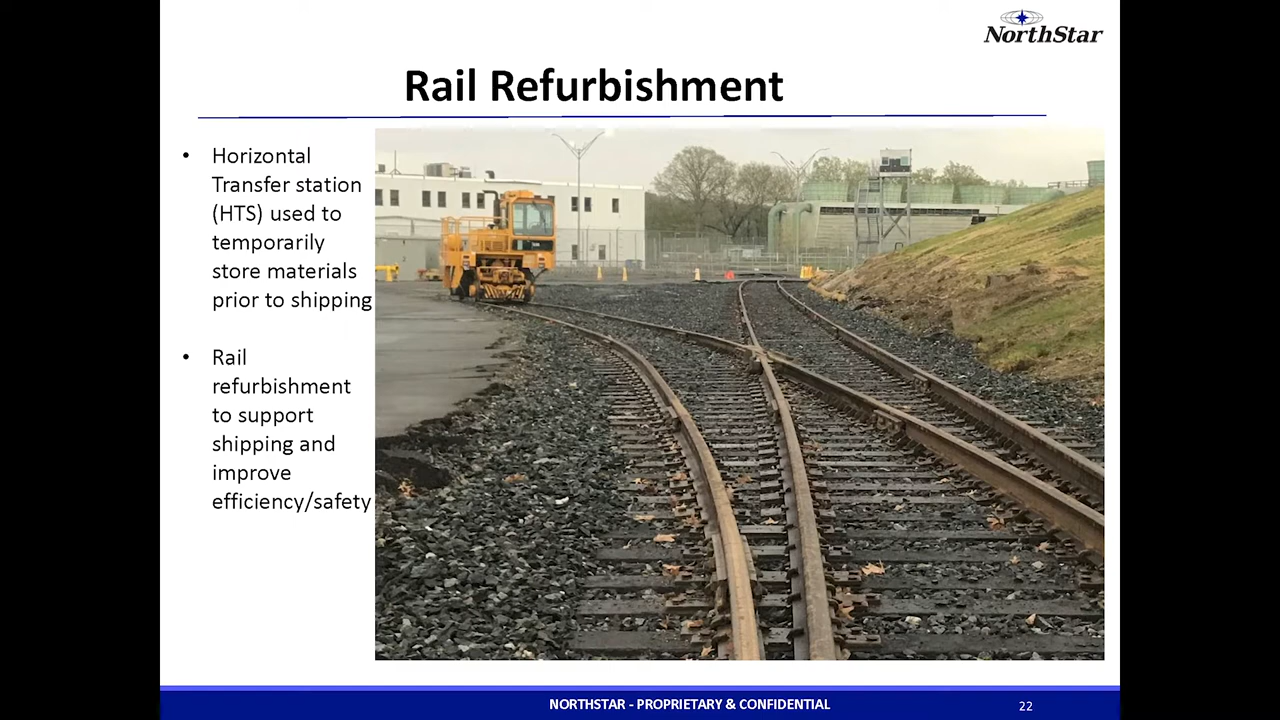 NorthStar
Rail Refurbishment
• Horizontal
Transfer station
(HTS) used to
temporarily
store materials
prior to shipping
• Rail
refurbishment
to support
shipping and
improve
efficiency/safety
NORTHSTAR - PROPRIETARY & CONFIDENTIAL
22